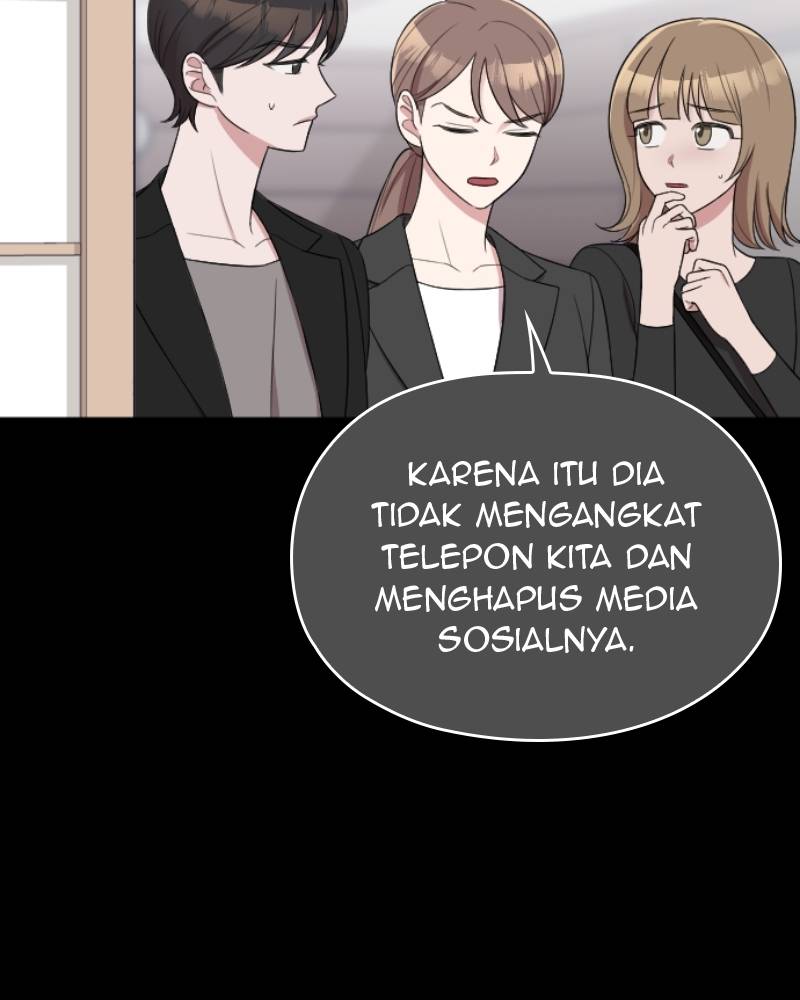 KARENA ITU DIA
TIDAK MENGANGKAT
TELEPON KITA DAN
MENGHAPUS MEDIA
SOSIALNYA.